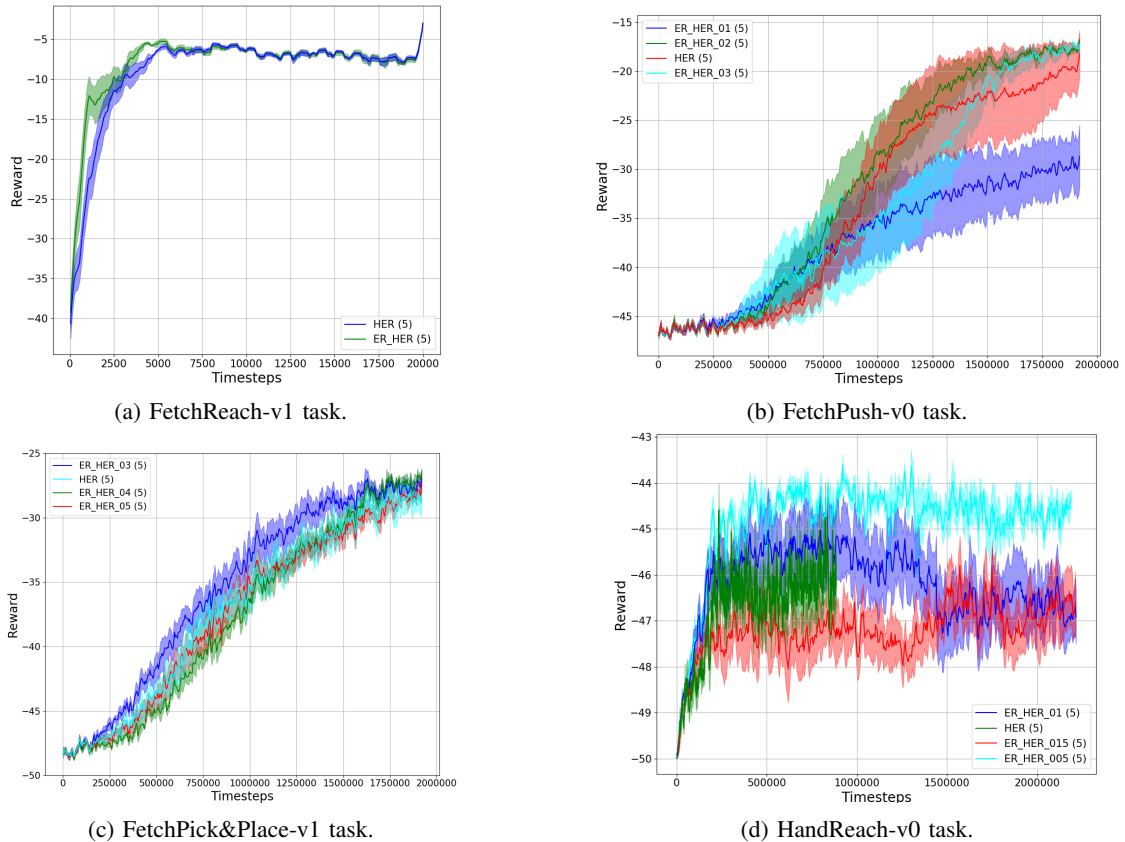 −5
−10
−15
−20
−25
−30
−35
−40
Reward
0
2500
5000
7500
10000
12500
15000
17500
20000
Timesteps
HER (5)
ER_HER (5)
(a) FetchReach-v1 task.
−15
−20
−25
−30
−35
−40
−45
Reward
ER_HER_01 (5)
ER_HER_02 (5)
HER (5)
ER_HER_03 (5)
0
250000
500000
750000
1000000
1250000
1500000
1750000
2000000
Timesteps
(b) FetchPush-v0 task.
−25
−30
−35
−40
−45
−50
Reward
ER_HER_03 (5)
HER (5)
ER_HER_04 (5)
ER_HER_05 (5)
0
250000
500000
750000
1000000
1250000
1500000
1750000
2000000
Timesteps
(c) FetchPick&Place-v1 task.
−43
−44
−45
−46
−47
−48
−49
−50
Reward
ER_HER_01 (5)
HER (5)
ER_HER_015 (5)
ER_HER_005 (5)
0
500000
1000000
1500000
2000000
Timesteps
(d) HandReach-v0 task.